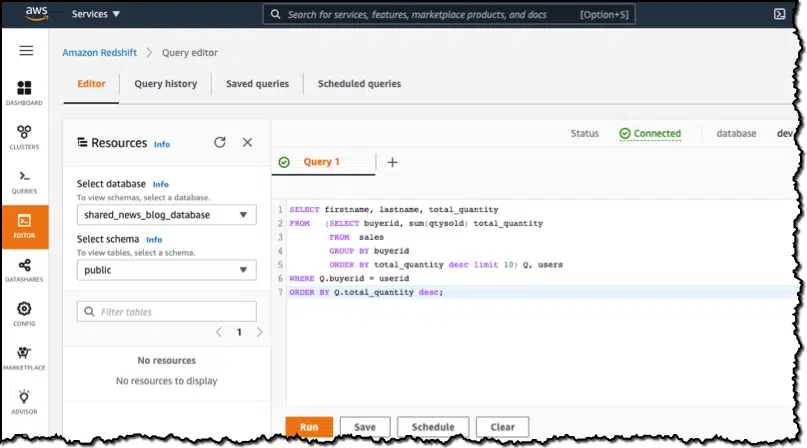 aws
Services
Search for services, features, marketplace products, and docs
[Option+S]
DASHBOARD
CLUSTERS
QUERIES
EDITOR
DATASHARES
CONFIG
MARKETPLACE
ADVISOR
Amazon Redshift > Query editor
Editor
Query history
Saved queries
Scheduled queries
Resources Info
Select database Info
To view schemas, select a database.
shared_news_blog_database
Select schema Info
To view tables, select a schema.
public
Filter tables
1
No resources
No resources to display
Status
Connected
database
dev
Query 1
1 SELECT firstname, lastname, total_quantity
2 FROM (SELECT buyerid, sum(qtysold) total_quantity
3 FROM sales
4 GROUP BY buyerid
5 ORDER BY total_quantity desc limit 10) Q, users
6 WHERE Q.buyerid = userid
7 ORDER BY Q.total_quantity desc;
Run
Save
Schedule
Clear